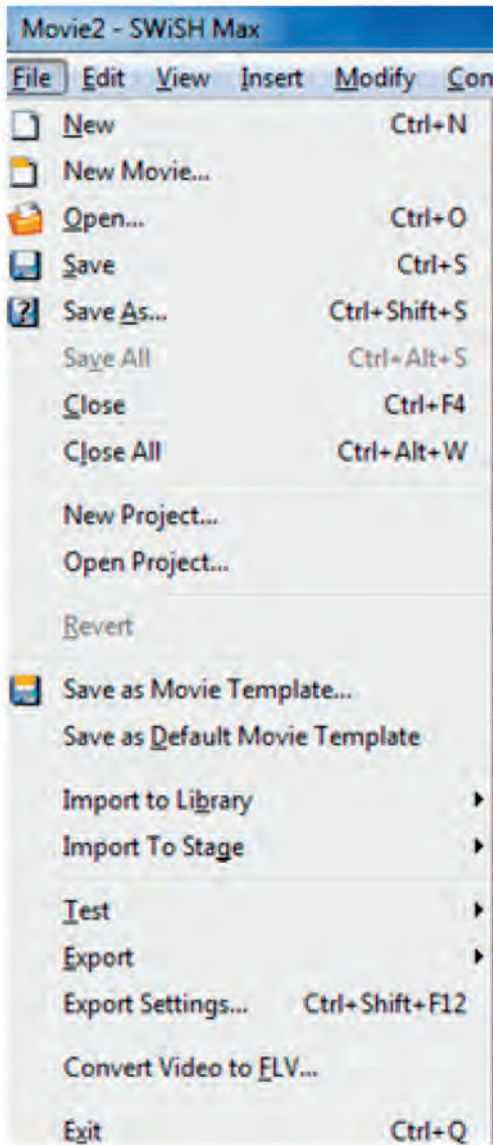 Movie2 - SWiSH Max
File Edit View Insert Modify Con
New Ctrl+N
New Movie...
Open... Ctrl+O
Save Ctrl+S
Save As... Ctrl+Shift+S
Save All Ctrl+Alt+S
Close Ctrl+F4
Close All Ctrl+Alt+W
New Project...
Open Project...
Revert
Save as Movie Template...
Save as Default Movie Template
Import to Library
Import To Stage
Test
Export
Export Settings... Ctrl+Shift+F12
Convert Video to FLV...
Exit Ctrl+Q